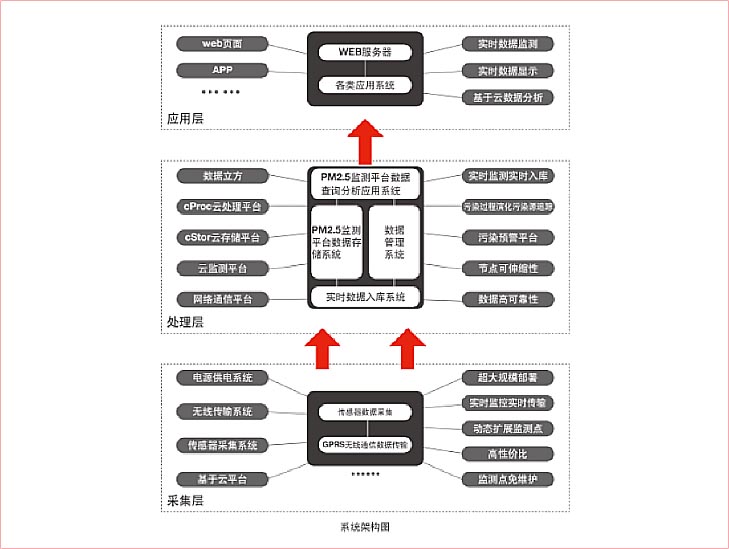 web页面
APP
•••  •••
应用层
WEB服务器
各类应用系统
实时数据监测
实时数据显示
基于云数据分析
数据立方
cProc云处理平台
cStor云存储平台
云监测平台
网络通信平台
处理层
PM2.5监测平台数据
查询分析应用系统
PM2.5监测
平台数据存
储系统
数据
管理
系统
实时数据入库系统
实时监测实时入库
污染过程演化污染源追踪
污染预警平台
节点可伸缩性
数据高可靠性
电源供电系统
无线传输系统
传感器采集系统
基于云平台
采集层
传感器数据采集
GPRS无线通信数据传输
••••••
超大规模部署
实时监控实时传输
动态扩展监测点
高性价比
监测点免维护
系统架构图